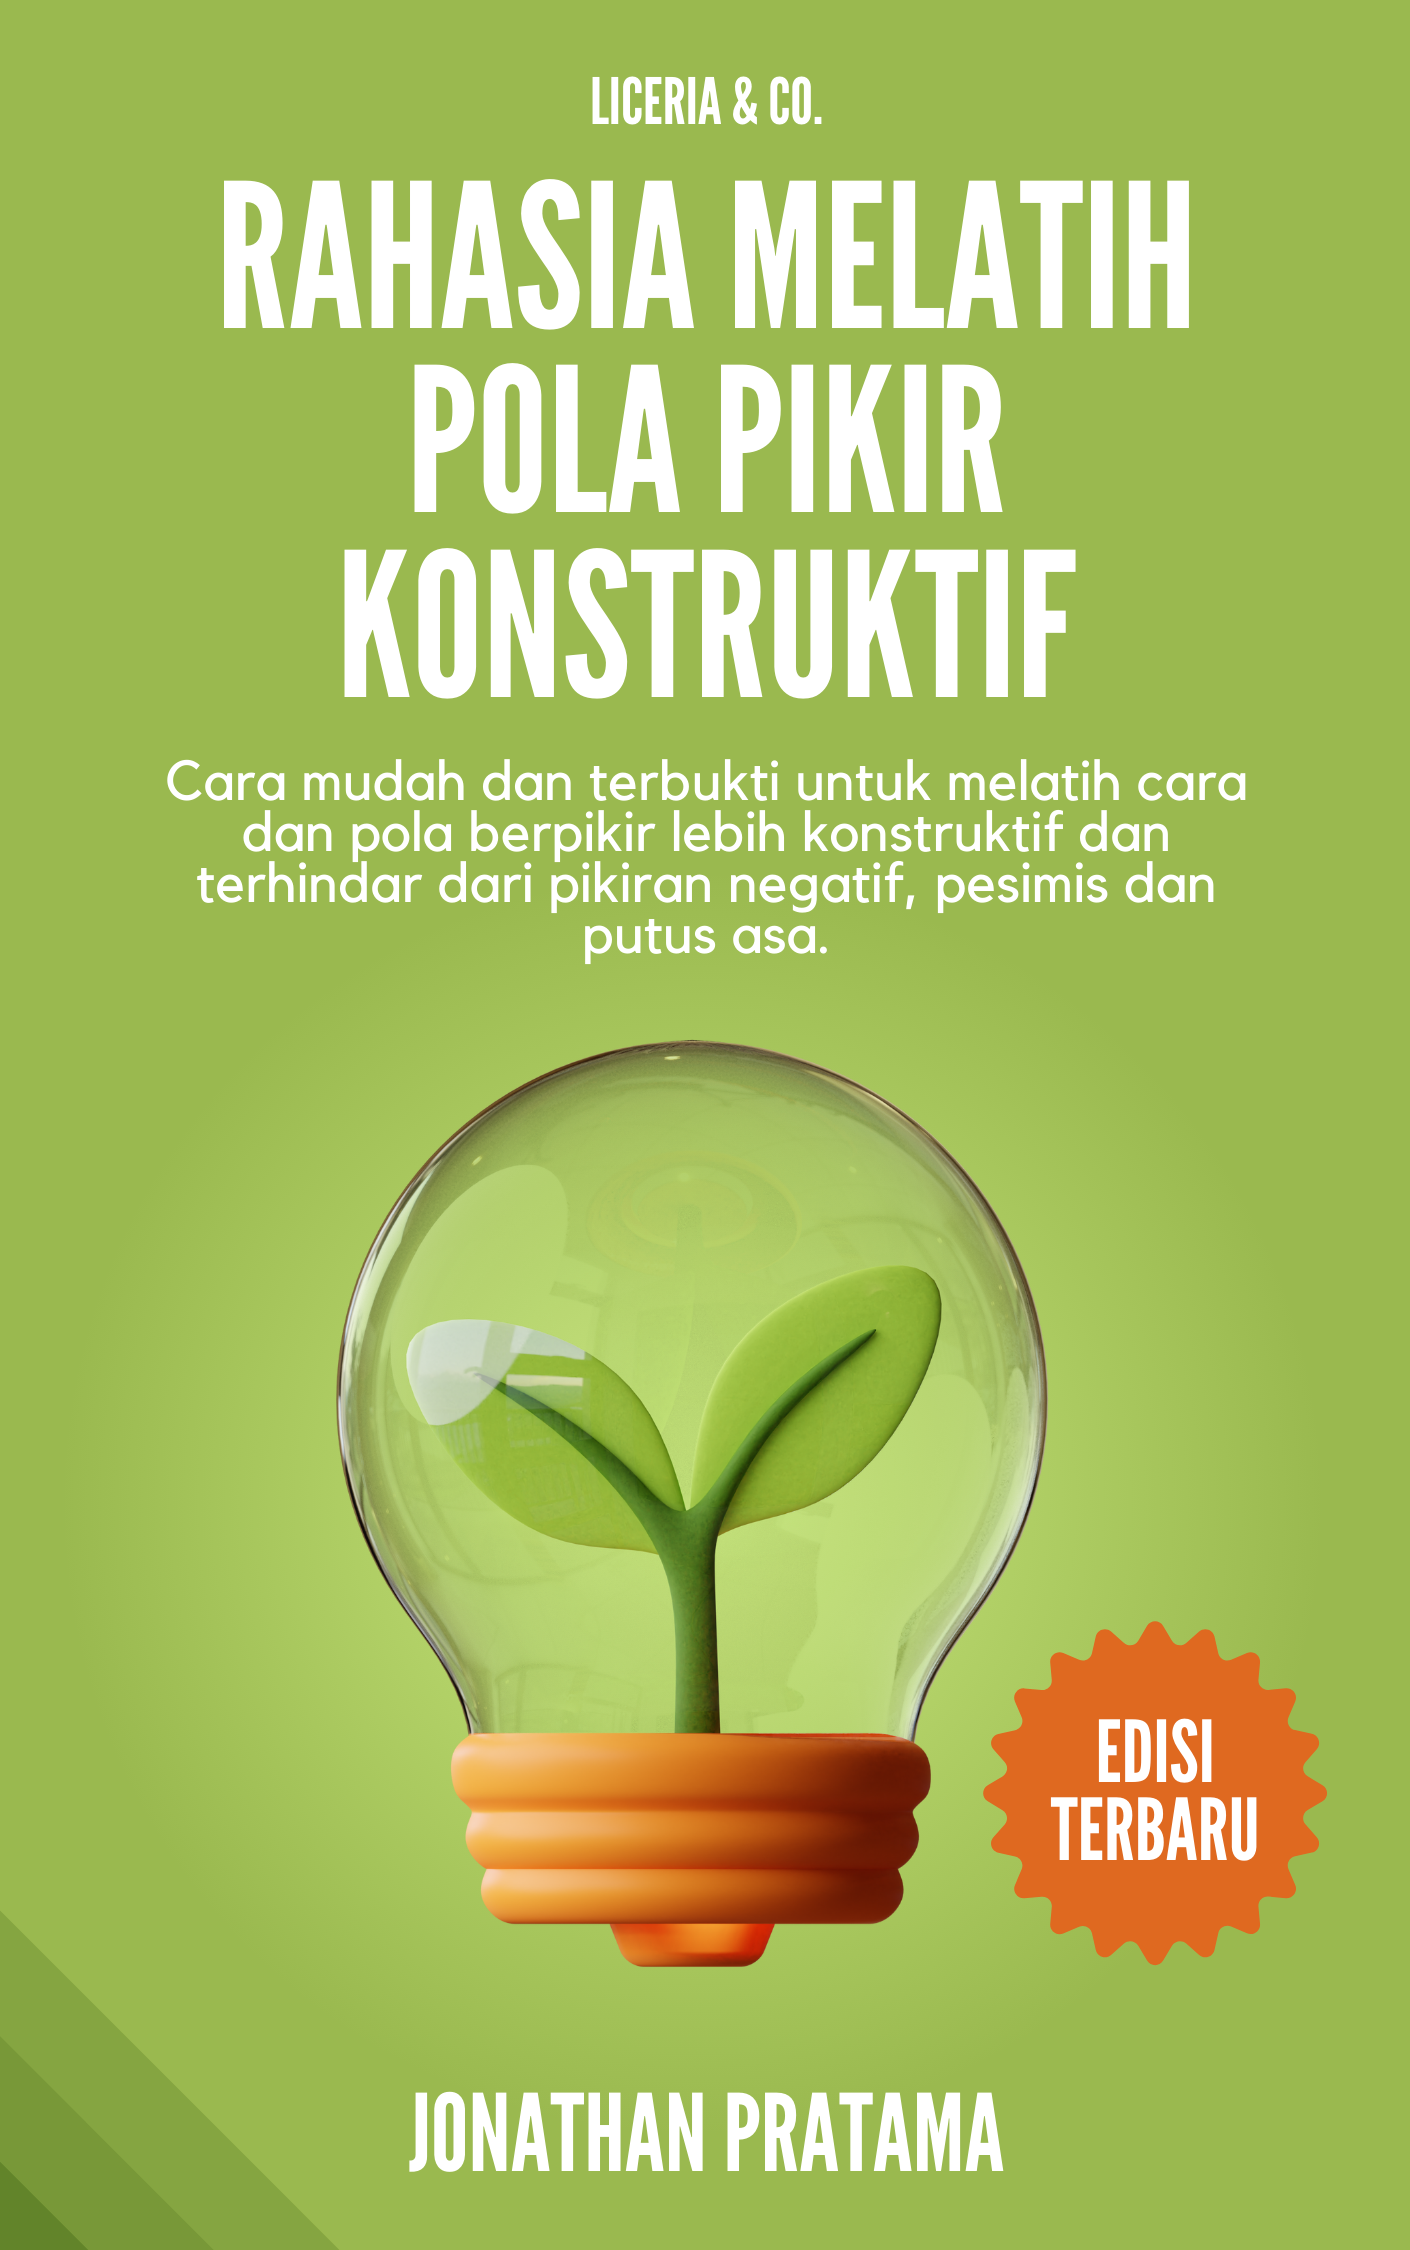 LICERIA & CO.
RAHASIA MELATIH
POLA PIKIR
KONSTRUKTIF
Cara mudah dan terbukti untuk melatih cara
dan pola berpikir lebih konstruktif dan
terhindar dari pikiran negatif, pesimis dan
putus asa.
EDISI
TERBARU
JONATHAN PRATAMA